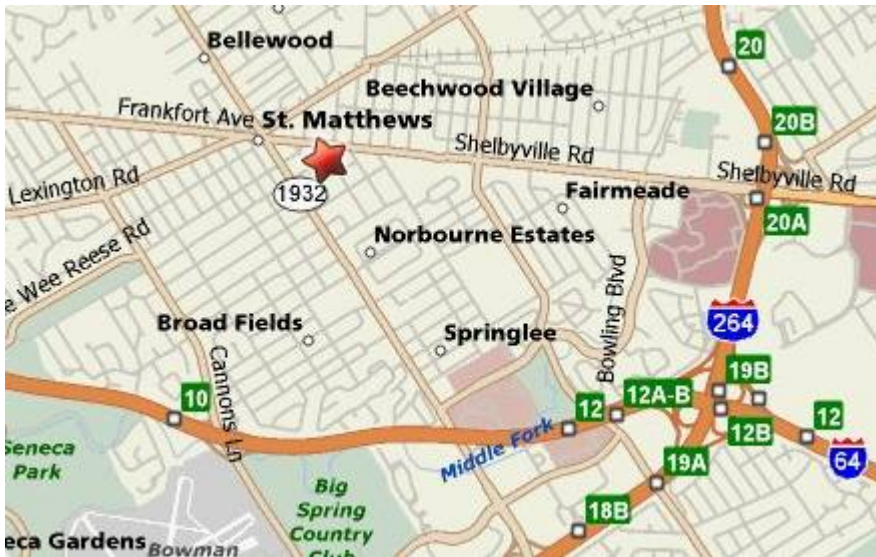 Bellewood
20
Beechwood Village
Frankfort Ave
St. Matthews
20B
Shelbyville Rd
Shelbyville Rd
Lexington Rd
1932
Fairmeade
20A
Norbourne Estates
e Wee Reese Rd
Bowling Blvd
264
Broad Fields
Springlee
Cannons Ln
19B
10
12A-B
12
12
12B
Middle Fork
64
Seneca
Park
19A
Big
Spring
Country
Club
18B
eca Gardens
Bowman